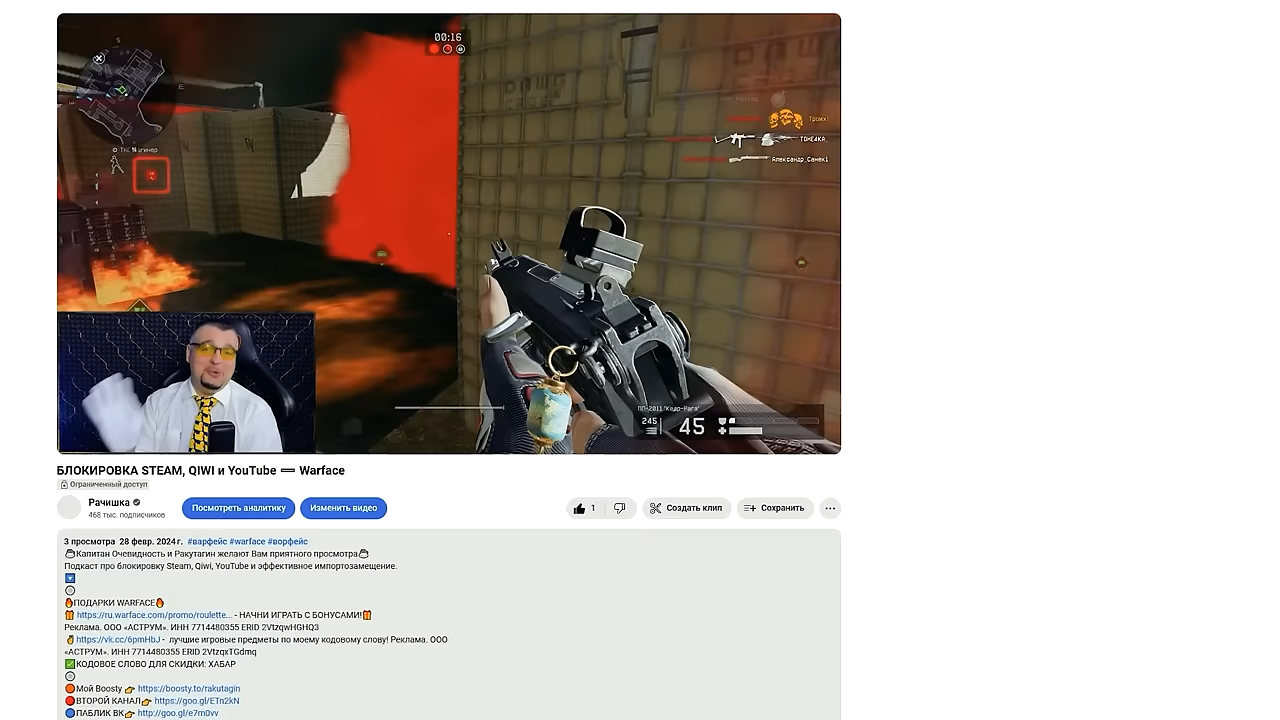 00:16
Троих!
ТОНЕ4КА_
Александр_Санек1
ПП-2011"Кедр-Рага"
245
45
БЛОКИРОВКА STEAM, QIWI и YouTube ➖ Warface
Ограниченный доступ
Рачишка
468 тыс. подписчиков
Посмотреть аналитику
Изменить видео
1
Создать клип
Сохранить
3 просмотра 28 февр. 2024 г. #варфейс #warface #ворфейс
Капитан Очевидность и Ракутагин желают Вам приятного просмотра
Подкаст про блокировку Steam, Qiwi, YouTube и эффективное импортозамещение.
ПОДАРКИ WARFACE
https://ru.warface.com/promo/roulette... - НАЧНИ ИГРАТЬ С БОНУСАМИ!
Реклама. ООО «АСТРУМ». ИНН 7714480355 ERID 2VtzqwHGHQ3
https://vk.cc/6pmHbJ - лучшие игровые предметы по моему кодовому слову! Реклама. ООО
«АСТРУМ». ИНН 7714480355 ERID 2VtzqxTGdmq
КОДОВОЕ СЛОВО ДЛЯ СКИДКИ: ХАБАР
Мой Boosty https://boosty.to/rakutagin
ВТОРОЙ КАНАЛ https://goo.gl/ETn2kN
ПАБЛИК ВК http://goo.gl/e7m0vv